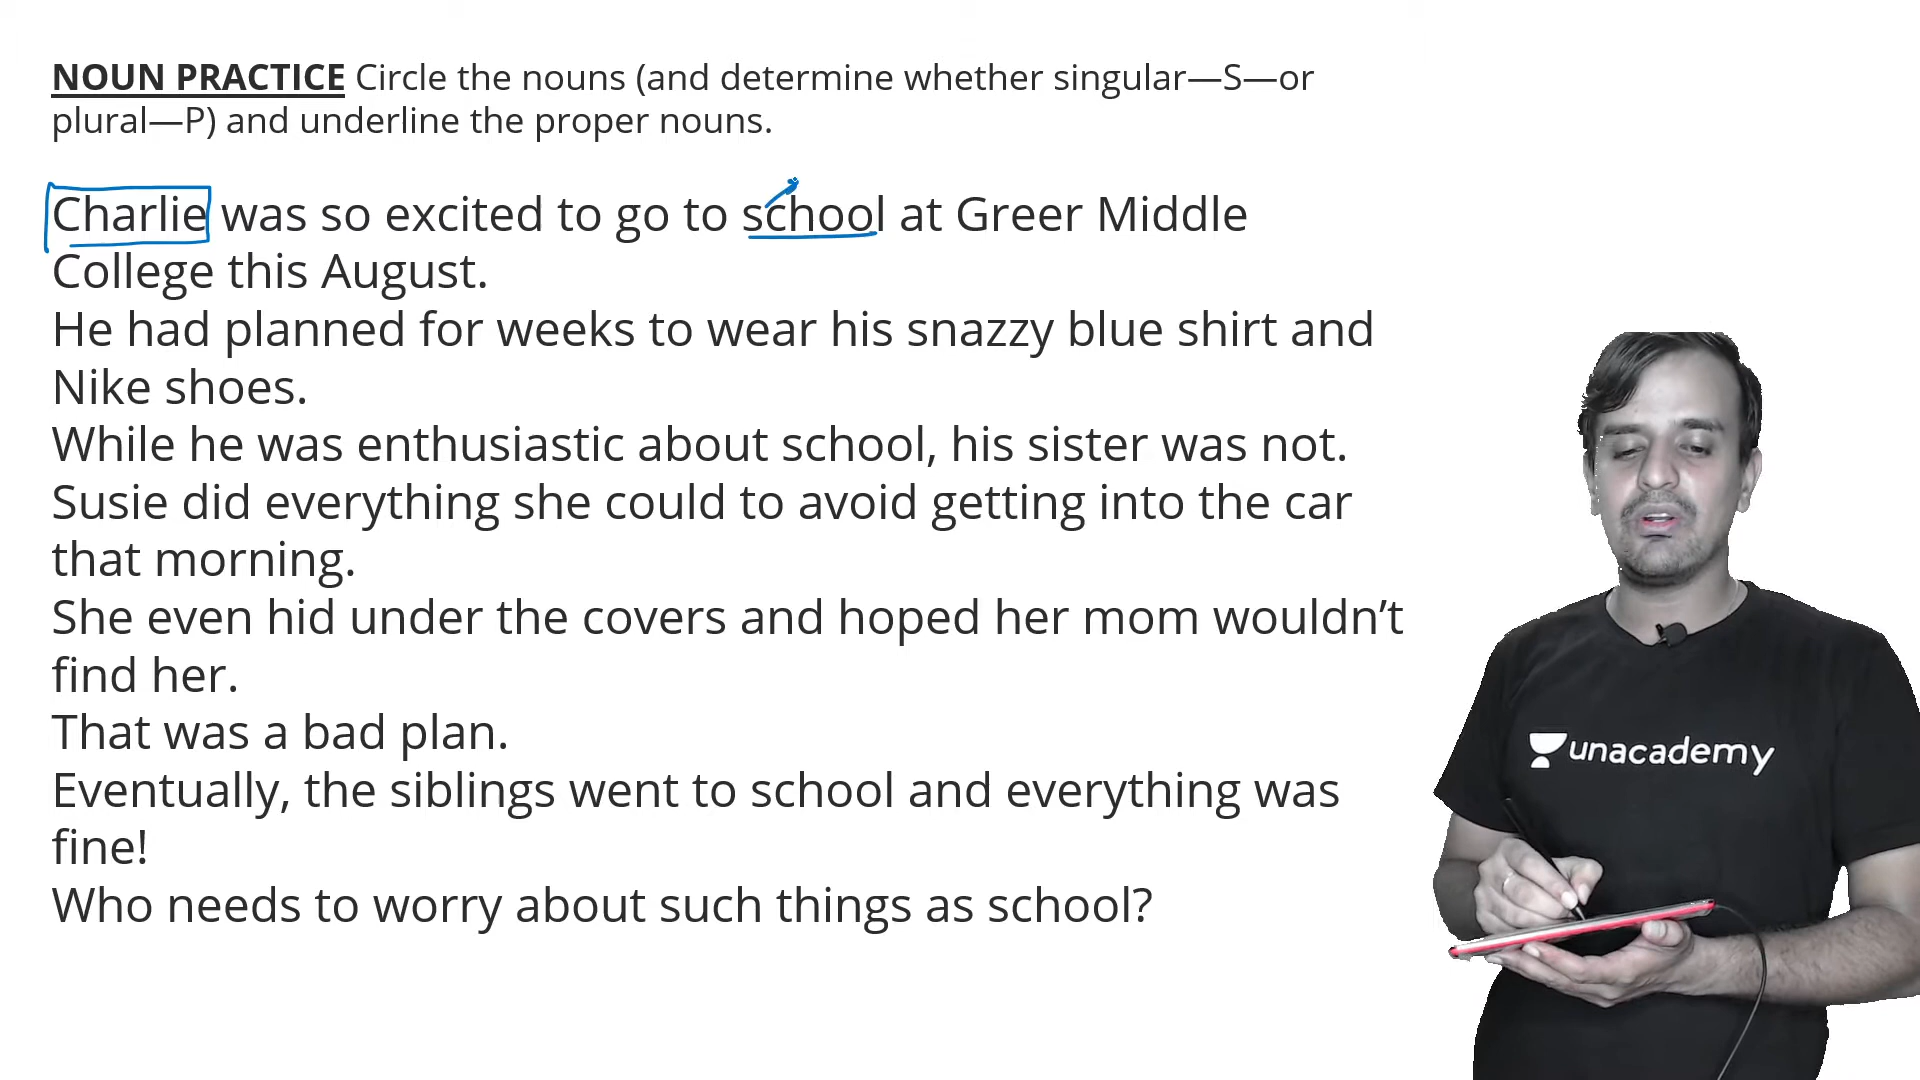 NOUN PRACTICE Circle the nouns (and determine whether singular—S—or
plural—P) and underline the proper nouns.
Charlie was so excited to go to school at Greer Middle
College this August.
He had planned for weeks to wear his snazzy blue shirt and
Nike shoes.
While he was enthusiastic about school, his sister was not.
Susie did everything she could to avoid getting into the car
that morning.
She even hid under the covers and hoped her mom wouldn’t
find her.
That was a bad plan.
Eventually, the siblings went to school and everything was
fine!
Who needs to worry about such things as school?
unacademy